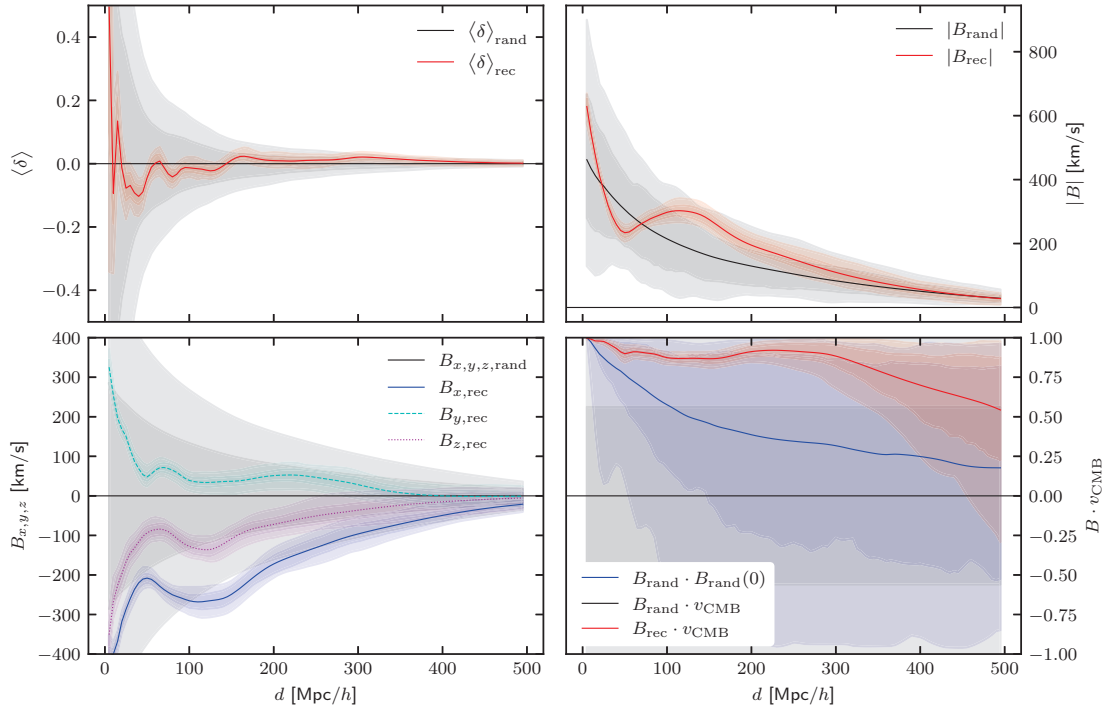 0.4
0.2
0.0
−0.2
−0.4
⟨δ⟩
⟨δ⟩rand
⟨δ⟩rec
|Brand|
|Brec|
800
600
400
200
0
|B| [km/s]
400
300
200
100
0
−100
−200
−300
−400
Bx,y,z [km/s]
Bx,y,z,rand
Bx,rec
By,rec
Bz,rec
0
100
200
300
400
500
d [Mpc/h]
Brand · Brand(0)
Brand · vCMB
Brec · vCMB
1.00
0.75
0.50
0.25
0.00
−0.25
−0.50
−0.75
−1.00
B · vCMB
0
100
200
300
400
500
d [Mpc/h]